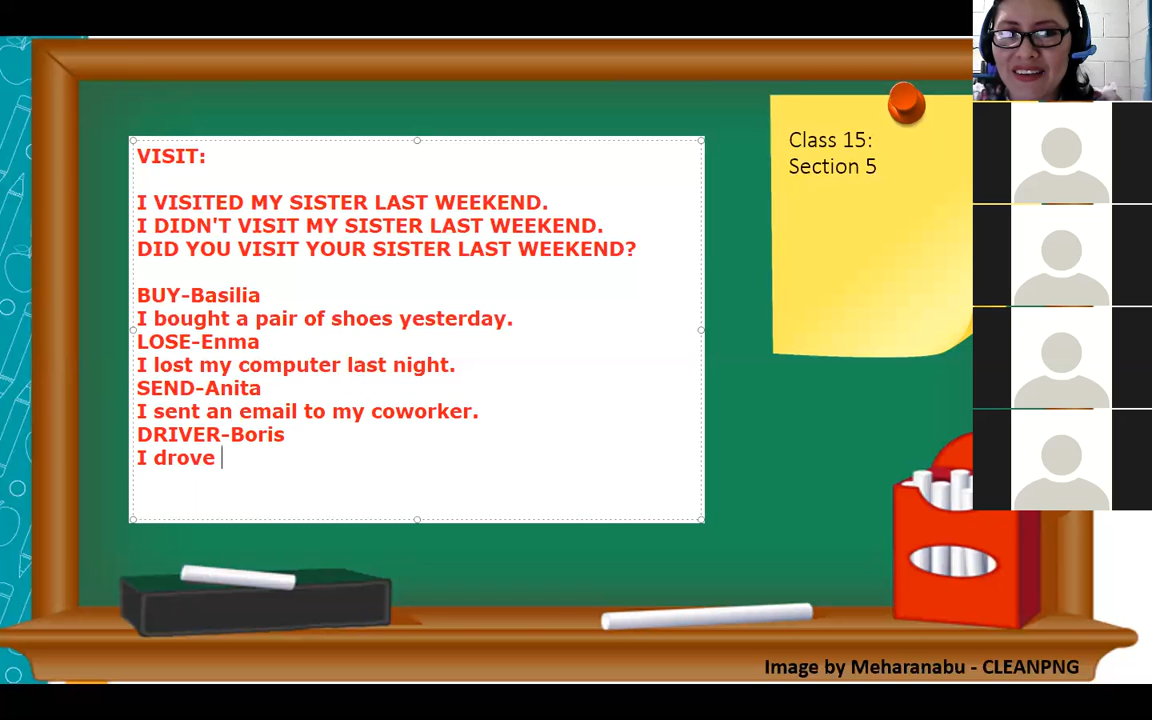 VISIT:
I VISITED MY SISTER LAST WEEKEND.
I DIDN'T VISIT MY SISTER LAST WEEKEND.
DID YOU VISIT YOUR SISTER LAST WEEKEND?
BUY-Basilia
I bought a pair of shoes yesterday.
LOSE-Enma
I lost my computer last night.
SEND-Anita
I sent an email to my coworker.
DRIVER-Boris
I drove
Class 15:
Section 5
Image by Meharanabu - CLEANPNG